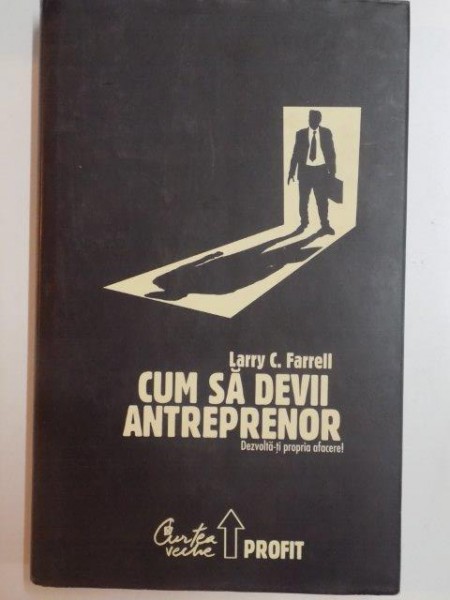 Larry C. Farrell
CUM SĂ DEVII
ANTREPRENOR
Dezvoltă-ți propria afacere!
Curtea
veche
PROFIT